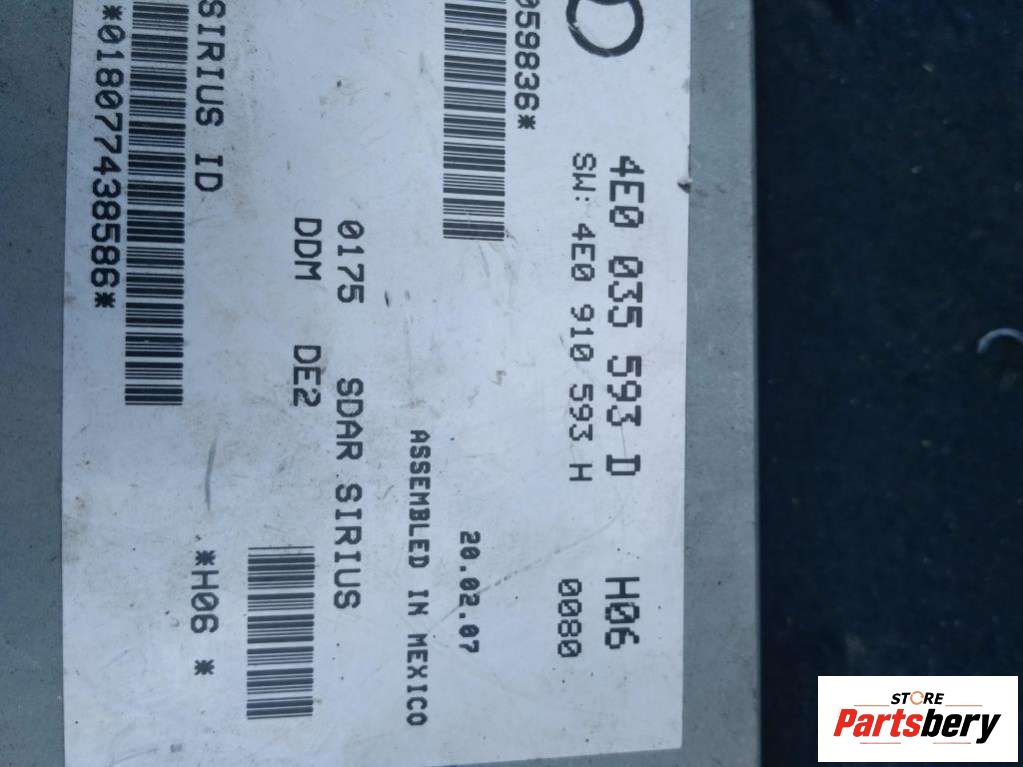 4E0 035 593 D H06
SW: 4E0 910 593 H 0080
059836*
20.02.07
ASSEMBLED IN MEXICO
0175 SDAR SIRIUS
DDM DE2
SIRIUS ID
*H06 *
*018077438586*
STORE
Partsbery